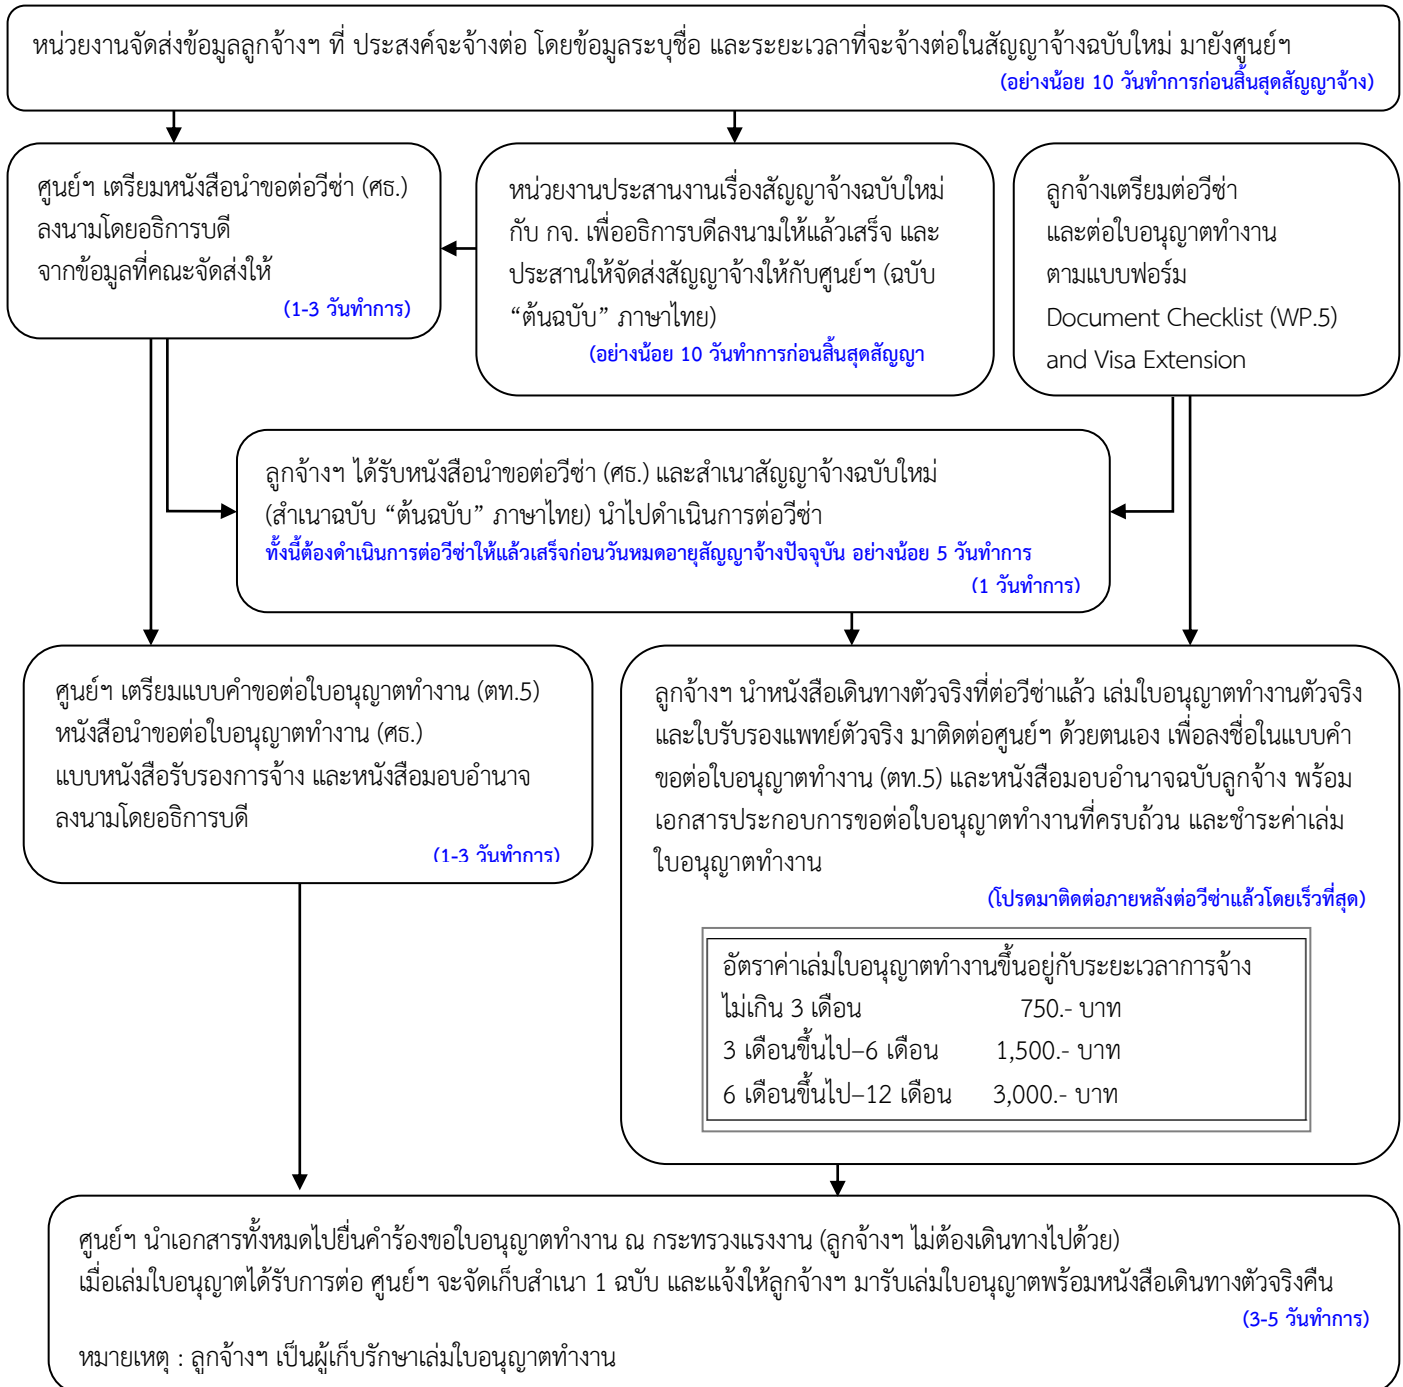 หน่วยงานจัดส่งข้อมูลลูกจ้างฯ ที่ ประสงค์จะจ้างต่อ โดยข้อมูลระบุชื่อ และระยะเวลาที่จะจ้างต่อในสัญญาจ้างฉบับใหม่ มายังศูนย์ฯ
(อย่างน้อย 10 วันทำการก่อนสิ้นสุดสัญญาจ้าง)
ศูนย์ฯ เตรียมหนังสือนำขอต่อวีซ่า (ศธ.)
ลงนามโดยอธิการบดี
จากข้อมูลที่คณะจัดส่งให้
(1-3 วันทำการ)
หน่วยงานประสานงานเรื่องสัญญาจ้างฉบับใหม่
กับ กจ. เพื่ออธิการบดีลงนามให้แล้วเสร็จ และ
ประสานให้จัดส่งสัญญาจ้างให้กับศูนย์ฯ (ฉบับ
“ต้นฉบับ” ภาษาไทย)
(อย่างน้อย 10 วันทำการก่อนสิ้นสุดสัญญา
ลูกจ้างเตรียมต่อวีซ่า
และต่อใบอนุญาตทำงาน
ตามแบบฟอร์ม
Document Checklist (WP.5)
and Visa Extension
ลูกจ้างฯ ได้รับหนังสือนำขอต่อวีซ่า (ศธ.) และสำเนาสัญญาจ้างฉบับใหม่
(สำเนาฉบับ “ต้นฉบับ” ภาษาไทย) นำไปดำเนินการต่อวีซ่า
ทั้งนี้ต้องดำเนินการต่อวีซ่าให้แล้วเสร็จก่อนวันหมดอายุสัญญาจ้างปัจจุบัน อย่างน้อย 5 วันทำการ
(1 วันทำการ)
ศูนย์ฯ เตรียมแบบคำขอต่อใบอนุญาตทำงาน (ตท.5)
หนังสือนำขอต่อใบอนุญาตทำงาน (ศธ.)
แบบหนังสือรับรองการจ้าง และหนังสือมอบอำนาจ
ลงนามโดยอธิการบดี
(1-3 วันทำการ)
ลูกจ้างฯ นำหนังสือเดินทางตัวจริงที่ต่อวีซ่าแล้ว เล่มใบอนุญาตทำงานตัวจริง
และใบรับรองแพทย์ตัวจริง มาติดต่อศูนย์ฯ ด้วยตนเอง เพื่อลงชื่อในแบบคำ
ขอต่อใบอนุญาตทำงาน (ตท.5) และหนังสือมอบอำนาจฉบับลูกจ้าง พร้อม
เอกสารประกอบการขอต่อใบอนุญาตทำงานที่ครบถ้วน และชำระค่าเล่ม
ใบอนุญาตทำงาน
(โปรดมาติดต่อภายหลังต่อวีซ่าแล้วโดยเร็วที่สุด)
อัตราค่าเล่มใบอนุญาตทำงานขึ้นอยู่กับระยะเวลาการจ้าง
ไม่เกิน 3 เดือน 750.- บาท
3 เดือนขึ้นไป–6 เดือน 1,500.- บาท
6 เดือนขึ้นไป–12 เดือน 3,000.- บาท
ศูนย์ฯ นำเอกสารทั้งหมดไปยื่นคำร้องขอใบอนุญาตทำงาน ณ กระทรวงแรงงาน (ลูกจ้างฯ ไม่ต้องเดินทางไปด้วย)
เมื่อเล่มใบอนุญาตได้รับการต่อ ศูนย์ฯ จะจัดเก็บสำเนา 1 ฉบับ และแจ้งให้ลูกจ้างฯ มารับเล่มใบอนุญาตพร้อมหนังสือเดินทางตัวจริงคืน
(3-5 วันทำการ)
หมายเหตุ : ลูกจ้างฯ เป็นผู้เก็บรักษาเล่มใบอนุญาตทำงาน